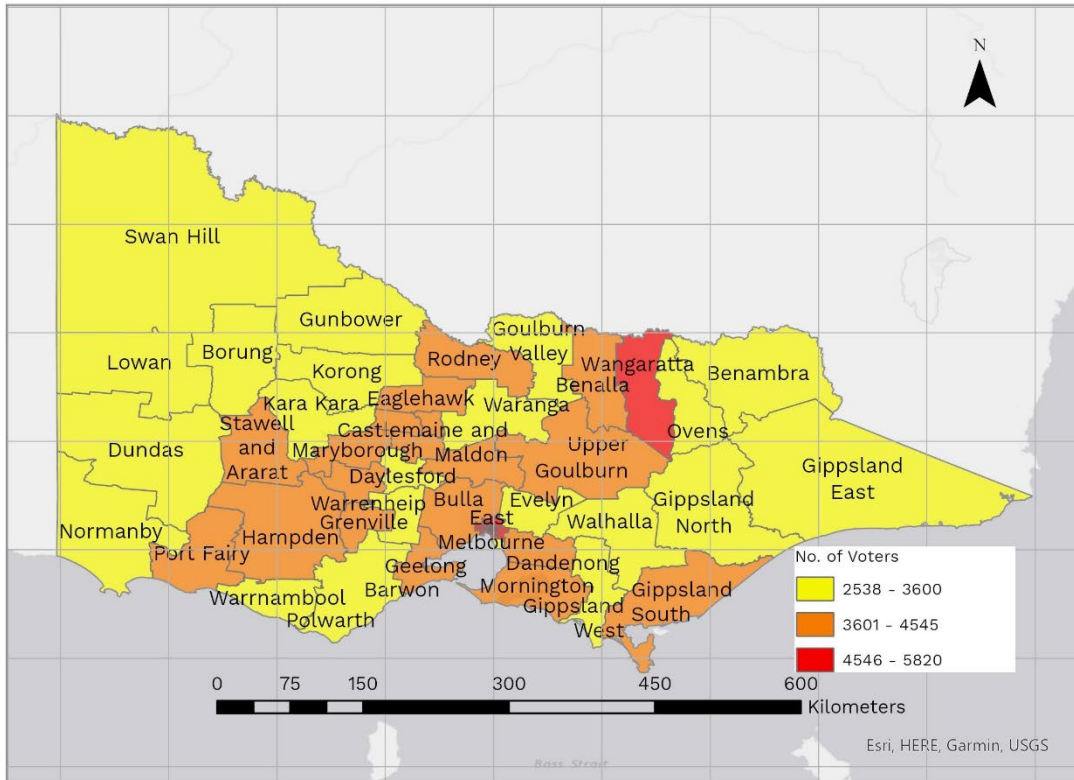 N
Swan Hill
Gunbower
Goulburn
Valley
Lowan
Borung
Rodney
Wangaratta
Korong
Benambra
Benalla
Kara Kara
Eaglehawk
Waranga
Stawell
and
Ararat
Castlemaine and
Maldon
Maryborough
Upper
Goulburn
Ovens
Dundas
Daylesford
Gippsland
East
Warrenheip
Grenville
Bulla
Evelyn
Gippsland
North
East
Melbourne
Walhalla
Normanby
Hampden
Port Fairy
Geelong
Dandenong
Barwon
Mornington
Gippsland
West
Gippsland
South
Warrnambool
Polwarth
No. of Voters
2538 - 3600
3601 - 4545
4546 - 5820
0 75 150 300 450 600
Kilometers
Esri, HERE, Garmin, USGS
Bass Strait